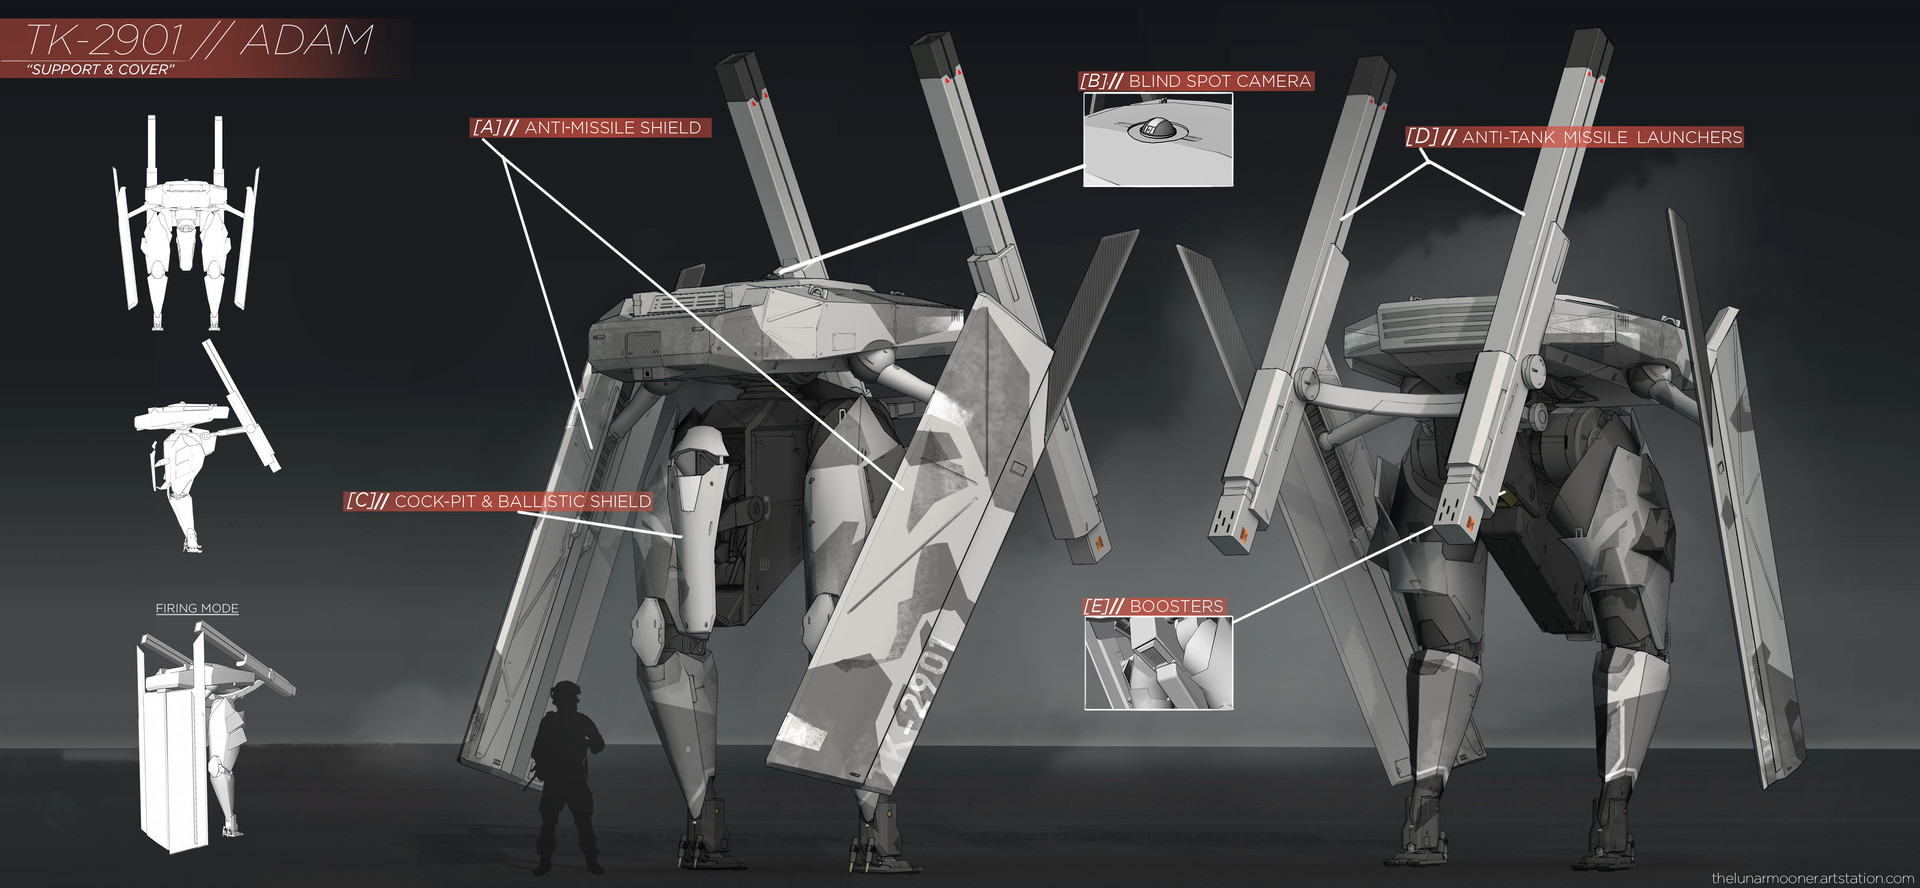 TK-2901 // ADAM
"SUPPORT & COVER"
[A]// ANTI-MISSILE SHIELD
[B]// BLIND SPOT CAMERA
[D]// ANTI-TANK MISSILE LAUNCHERS
[C]// COCK-PIT & BALLISTIC SHIELD
[E]// BOOSTERS
FIRING MODE
K-2901
thelunarmooner.artstation.com